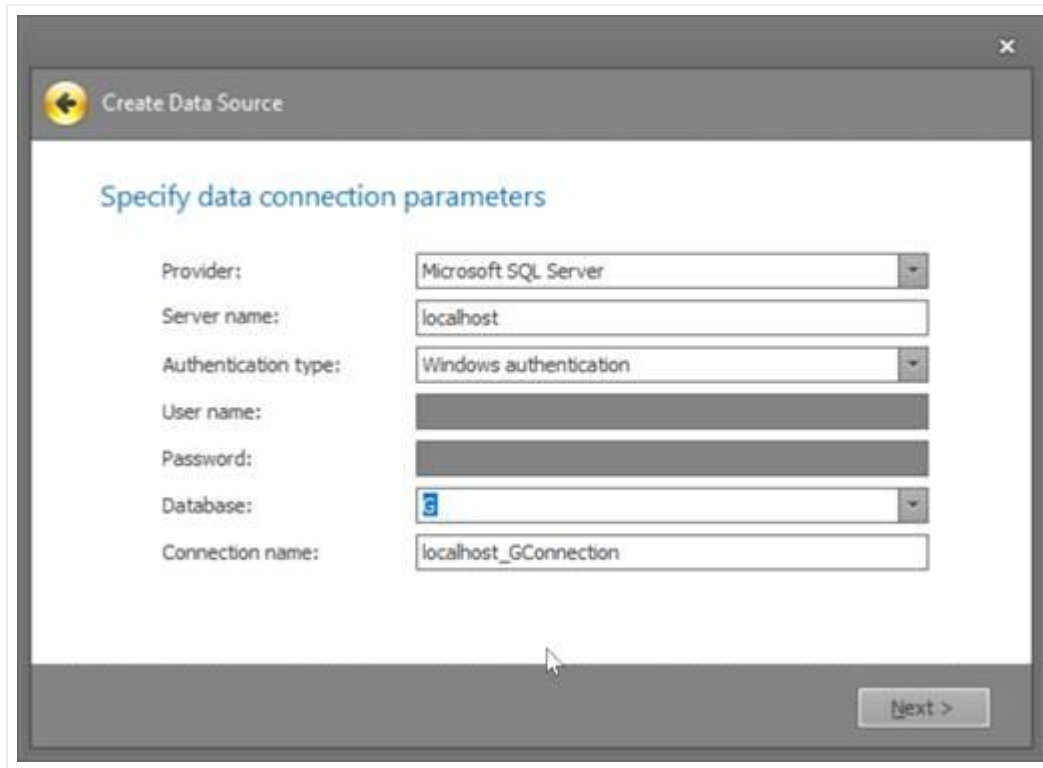 Create Data Source
Specify data connection parameters
Provider: Microsoft SQL Server
Server name: localhost
Authentication type: Windows authentication
User name:
Password:
Database: G
Connection name: localhost_GConnection
Next >